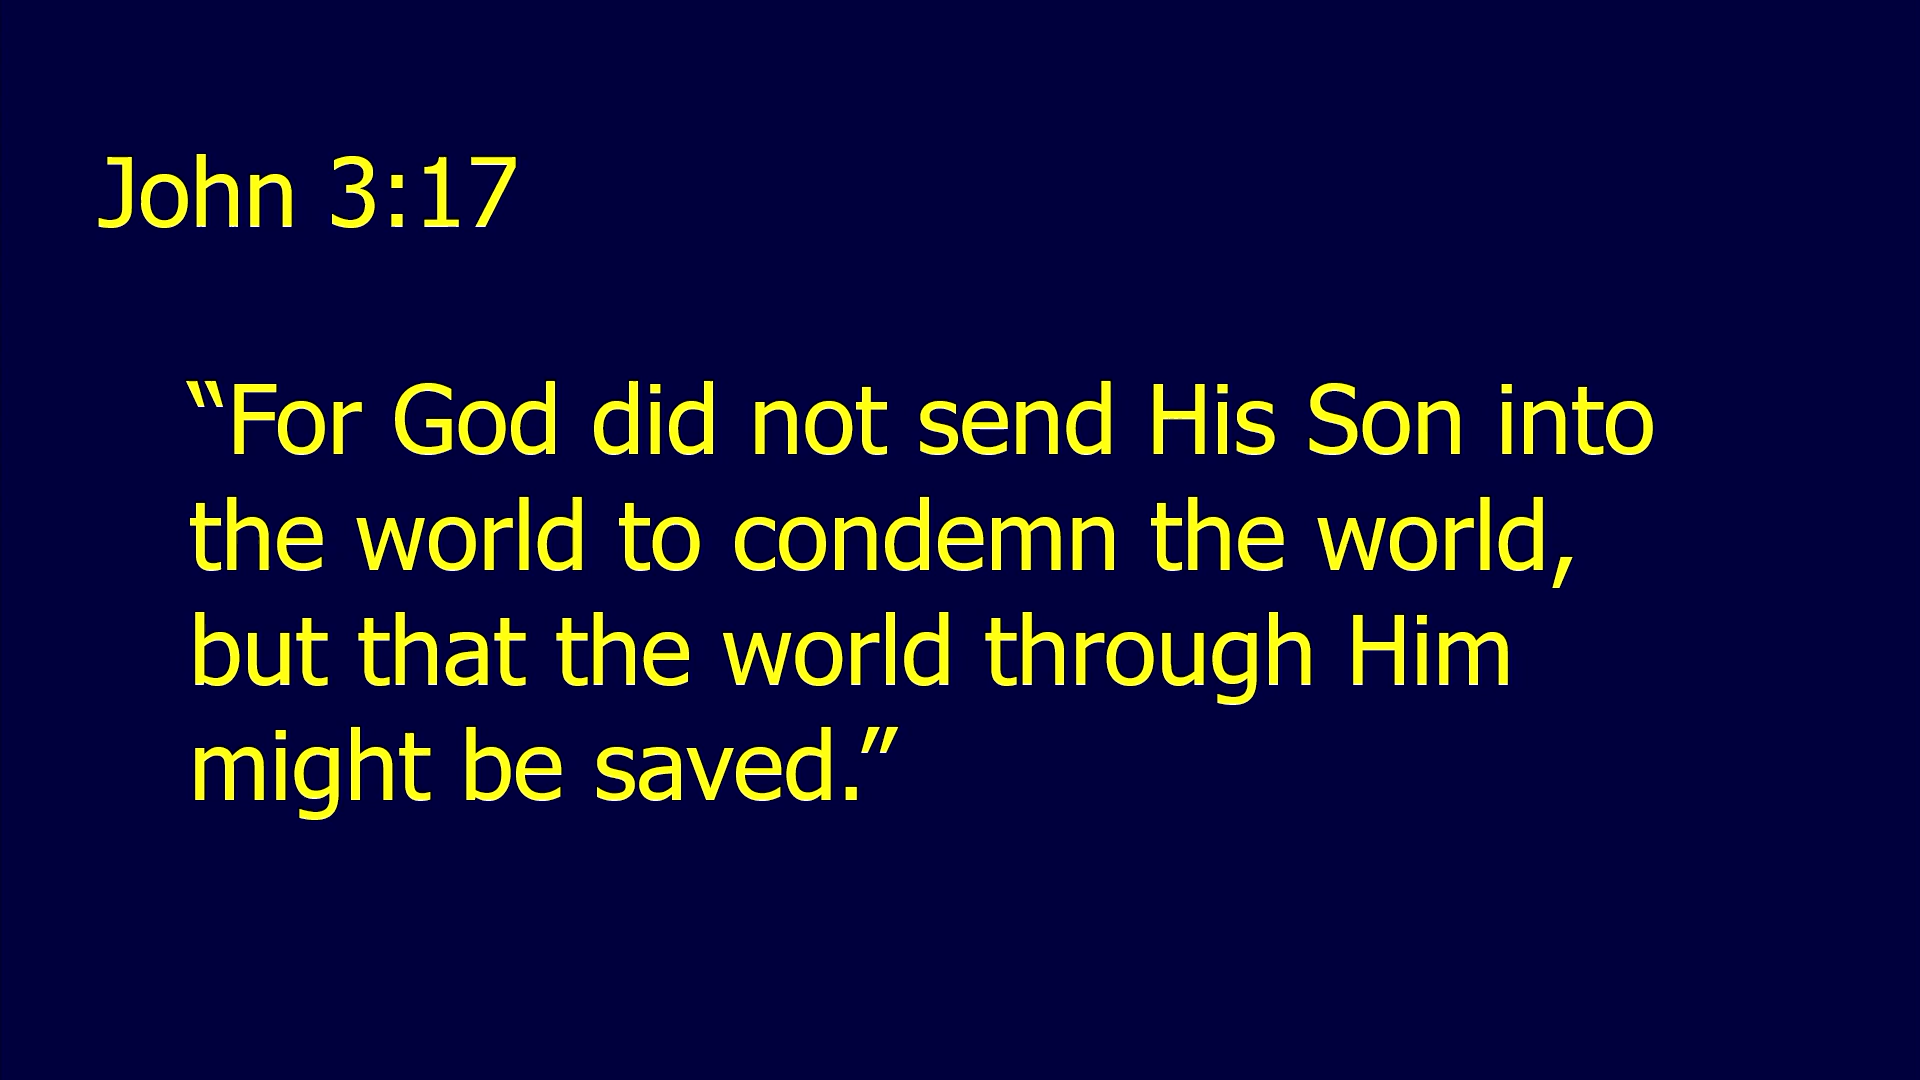 John 3:17
“For God did not send His Son into
the world to condemn the world,
but that the world through Him
might be saved.”